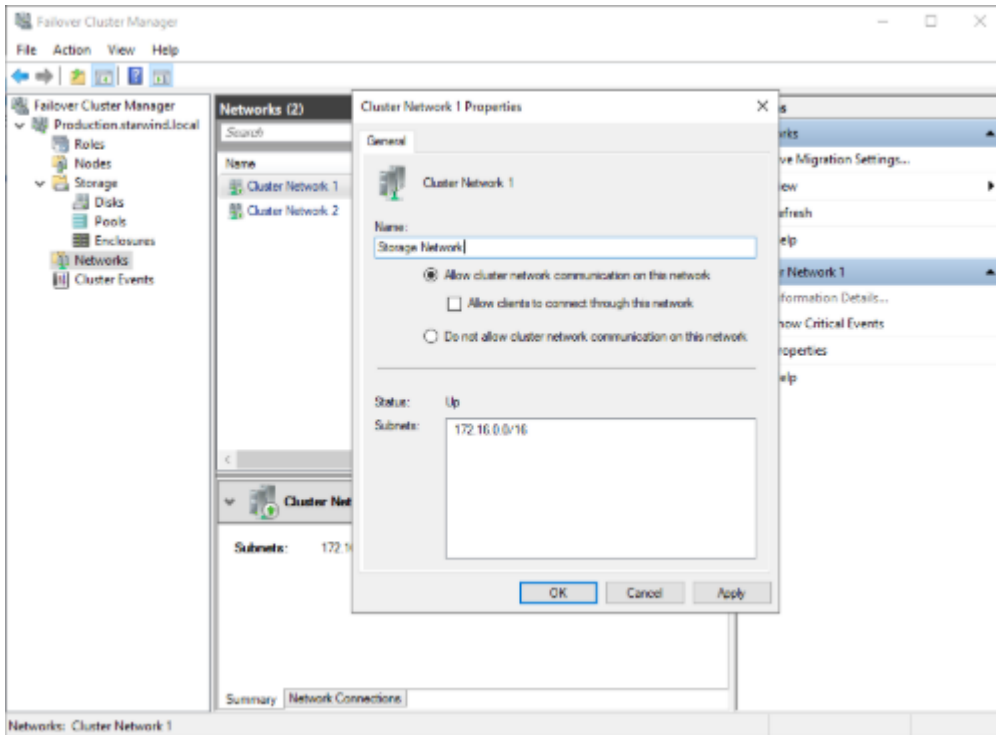 Failover Cluster Manager
File Action View Help
Failover Cluster Manager
Production.starwind.local
Roles
Nodes
Storage
Disks
Pools
Enclosures
Networks
Cluster Events
Networks (2)
Search
Name
Cluster Network 1
Cluster Network 2
Cluster Net
Subnets: 172.16
Summary Network Connections
Cluster Network 1 Properties
General
Cluster Network 1
Name:
Storage Network
Allow cluster network communication on this network
Allow clients to connect through this network
Do not allow cluster network communication on this network
Status: Up
Subnets: 172.16.0.0/16
OK Cancel Apply
s
rks
ve Migration Settings...
ew
efresh
elp
r Network 1
formation Details...
how Critical Events
roperties
elp
Networks: Cluster Network 1